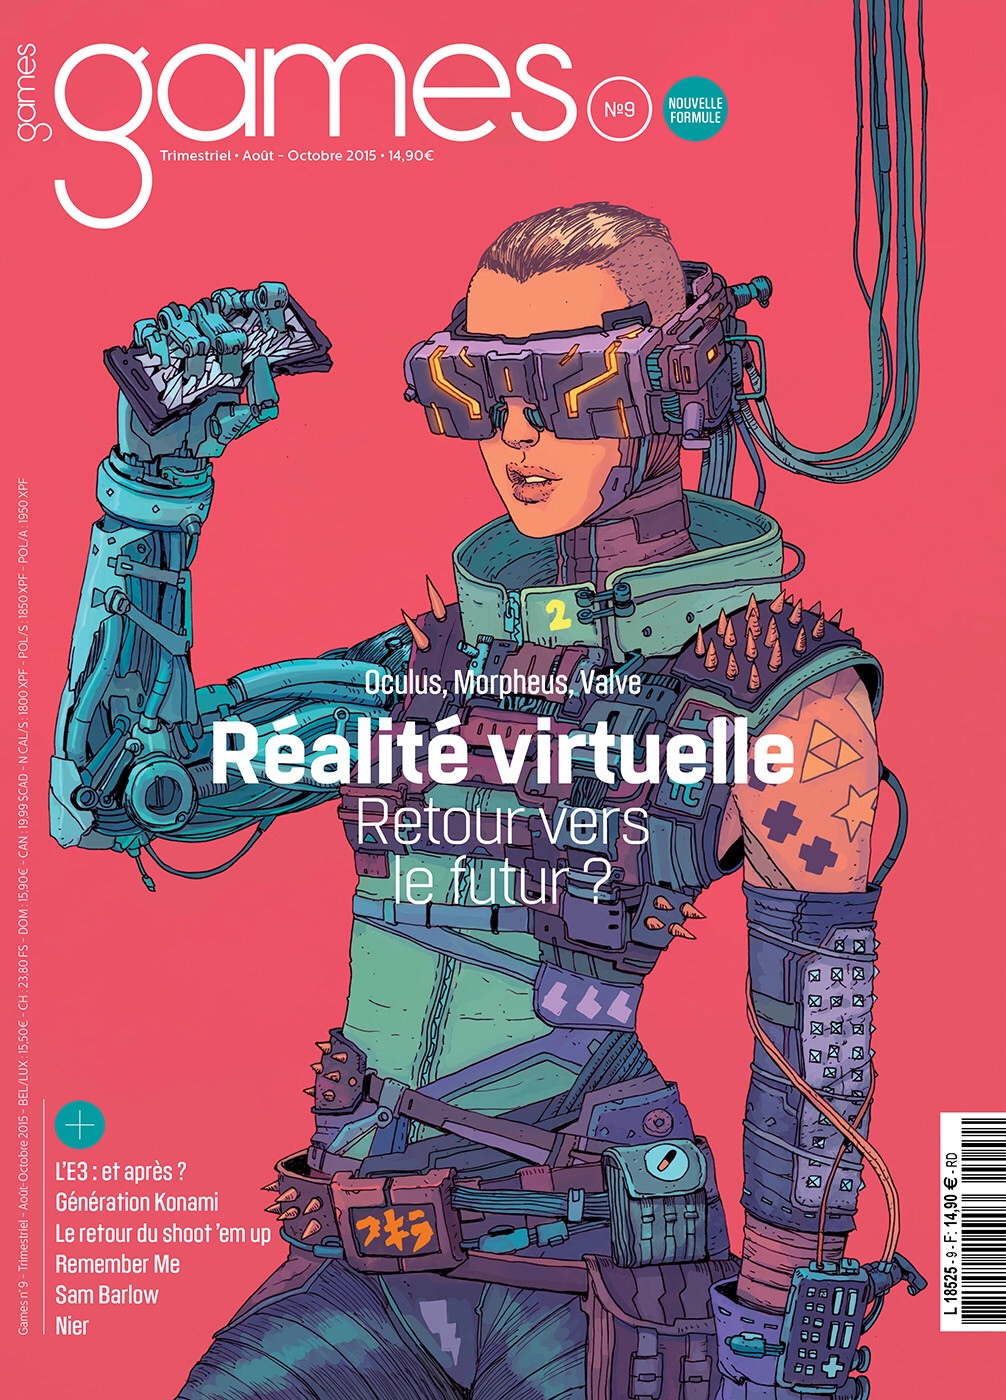 games
games
Nº9
NOUVELLE
FORMULE
Trimestriel • Août – Octobre 2015 • 14,90€
2
Oculus, Morpheus, Valve
Réalité virtuelle
Retour vers
le futur ?
L'E3 : et après ?
Génération Konami
Le retour du shoot 'em up
Remember Me
Sam Barlow
Nier
Games n°9 – Trimestriel – Août-Octobre 2015 – BEL/LUX : 15,50€ – CH : 23,80 FS – DOM : 15,90€ – CAN : 19,99 $CAD – N CAL/S : 1800 XPF – POL/S : 1850 XPF – POL/A : 1950 XPF
L 18525 - 9 - F: 14,90 € - RD